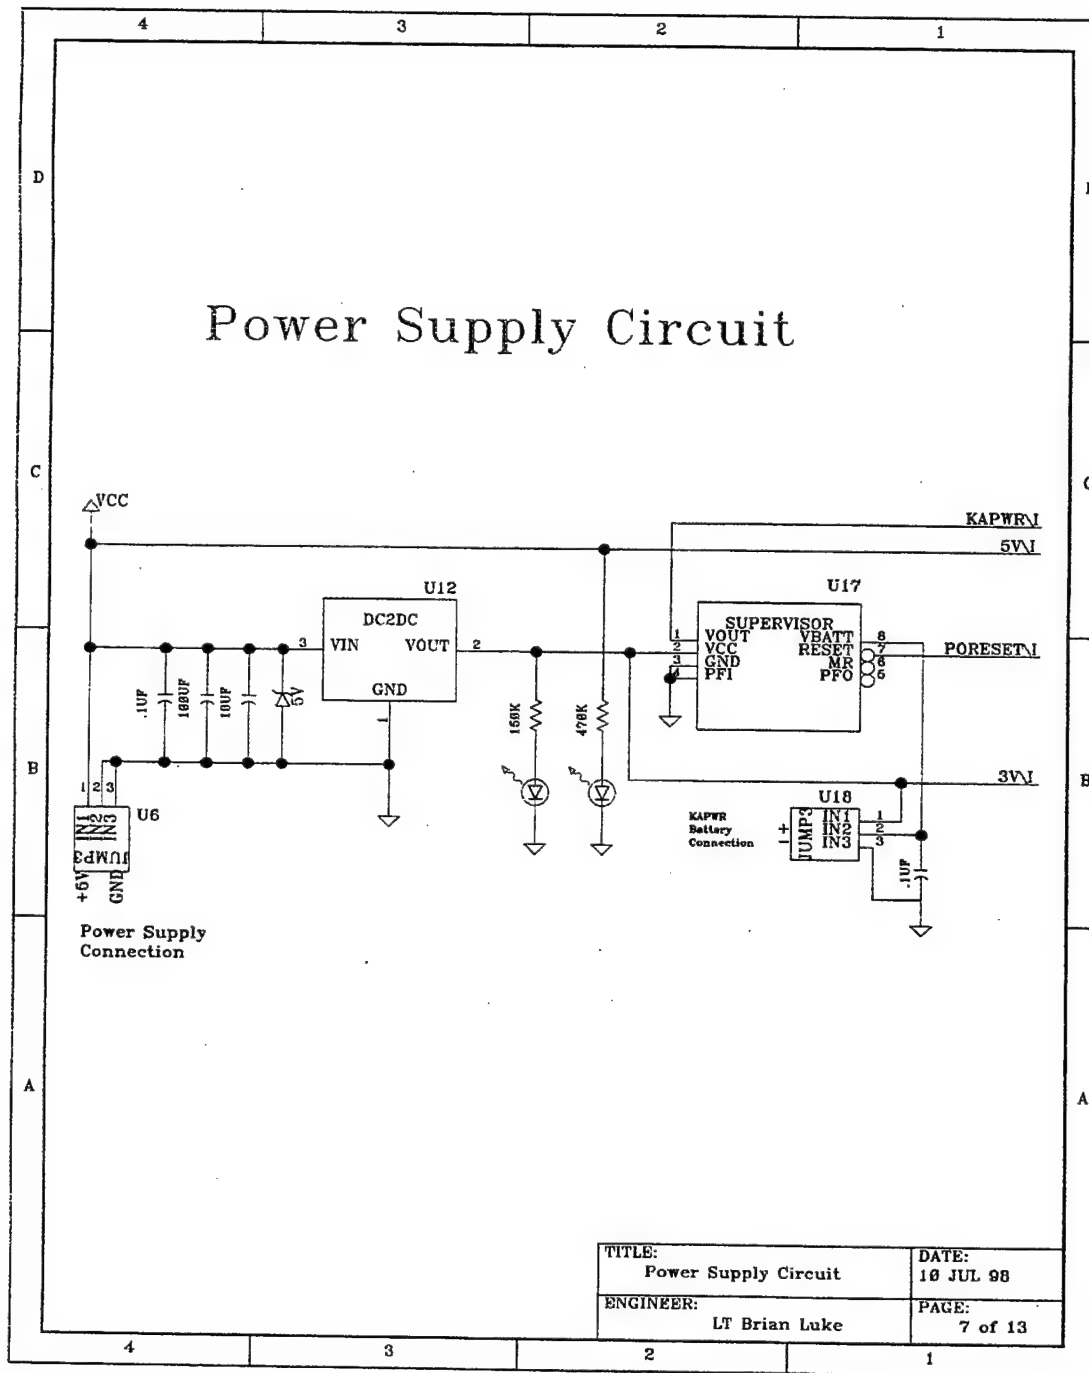 4 3 2 1
D
Power Supply Circuit
C
VCC
KAPWR\I
5V\I
U12
DC2DC
3 VIN VOUT 2
GND
1
U17
SUPERVISOR
1 VOUT VBATT 8
2 VCC RESET 7
3 GND MR 6
4 PFI PFO 5
PORESET\I
.1UF
100UF
10UF
5V
150K
470K
B
B
3V\I
1 2 3
IN1
IN2
IN3
JUMP3
U6
+5V
GND
Power Supply
Connection
U18
KAPWR
Battery
Connection
+
-
JUMP3
IN1 1
IN2 2
IN3 3
.1UF
A
A
TITLE:
Power Supply Circuit
DATE:
10 JUL 98
ENGINEER:
LT Brian Luke
PAGE:
7 of 13
4 3 2 1